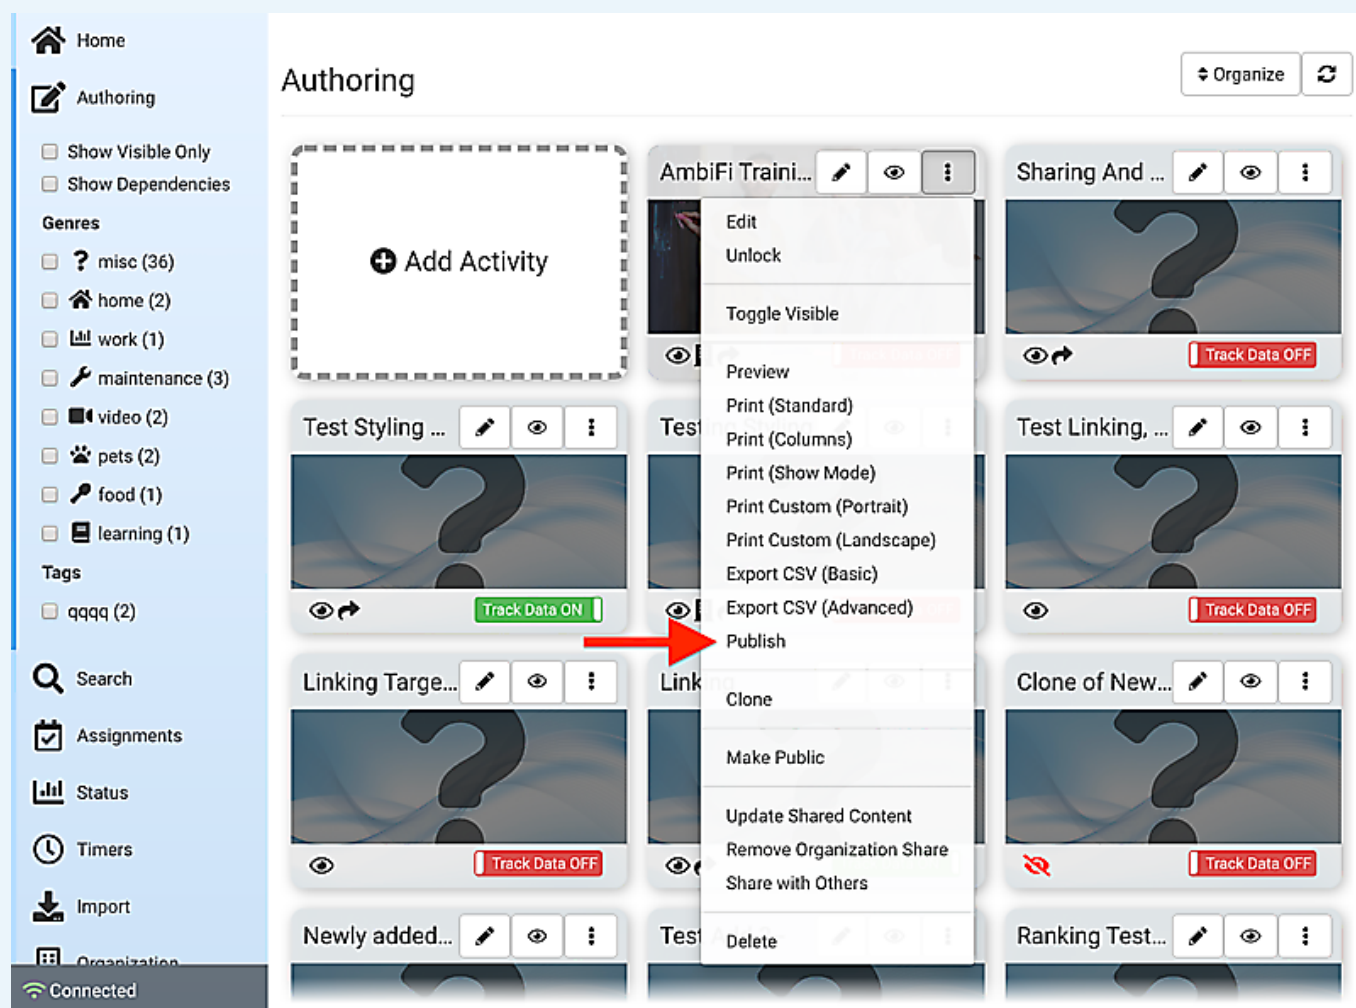 Home
Authoring
Show Visible Only
Show Dependencies
Genres
misc (36)
home (2)
work (1)
maintenance (3)
video (2)
pets (2)
food (1)
learning (1)
Tags
qqqq (2)
Search
Assignments
Status
Timers
Import
Organization
Connected
Authoring
Organize
Add Activity
AmbiFi Traini...
Sharing And ...
Track Data OFF
Test Styling ...
Track Data ON
Testing Styling
Test Linking, ...
Track Data OFF
Linking Targe...
Track Data OFF
Linking
Clone of New...
Track Data OFF
Newly added...
Test
Ranking Test...
Edit
Unlock
Toggle Visible
Preview
Print (Standard)
Print (Columns)
Print (Show Mode)
Print Custom (Portrait)
Print Custom (Landscape)
Export CSV (Basic)
Export CSV (Advanced)
Publish
Clone
Make Public
Update Shared Content
Remove Organization Share
Share with Others
Delete